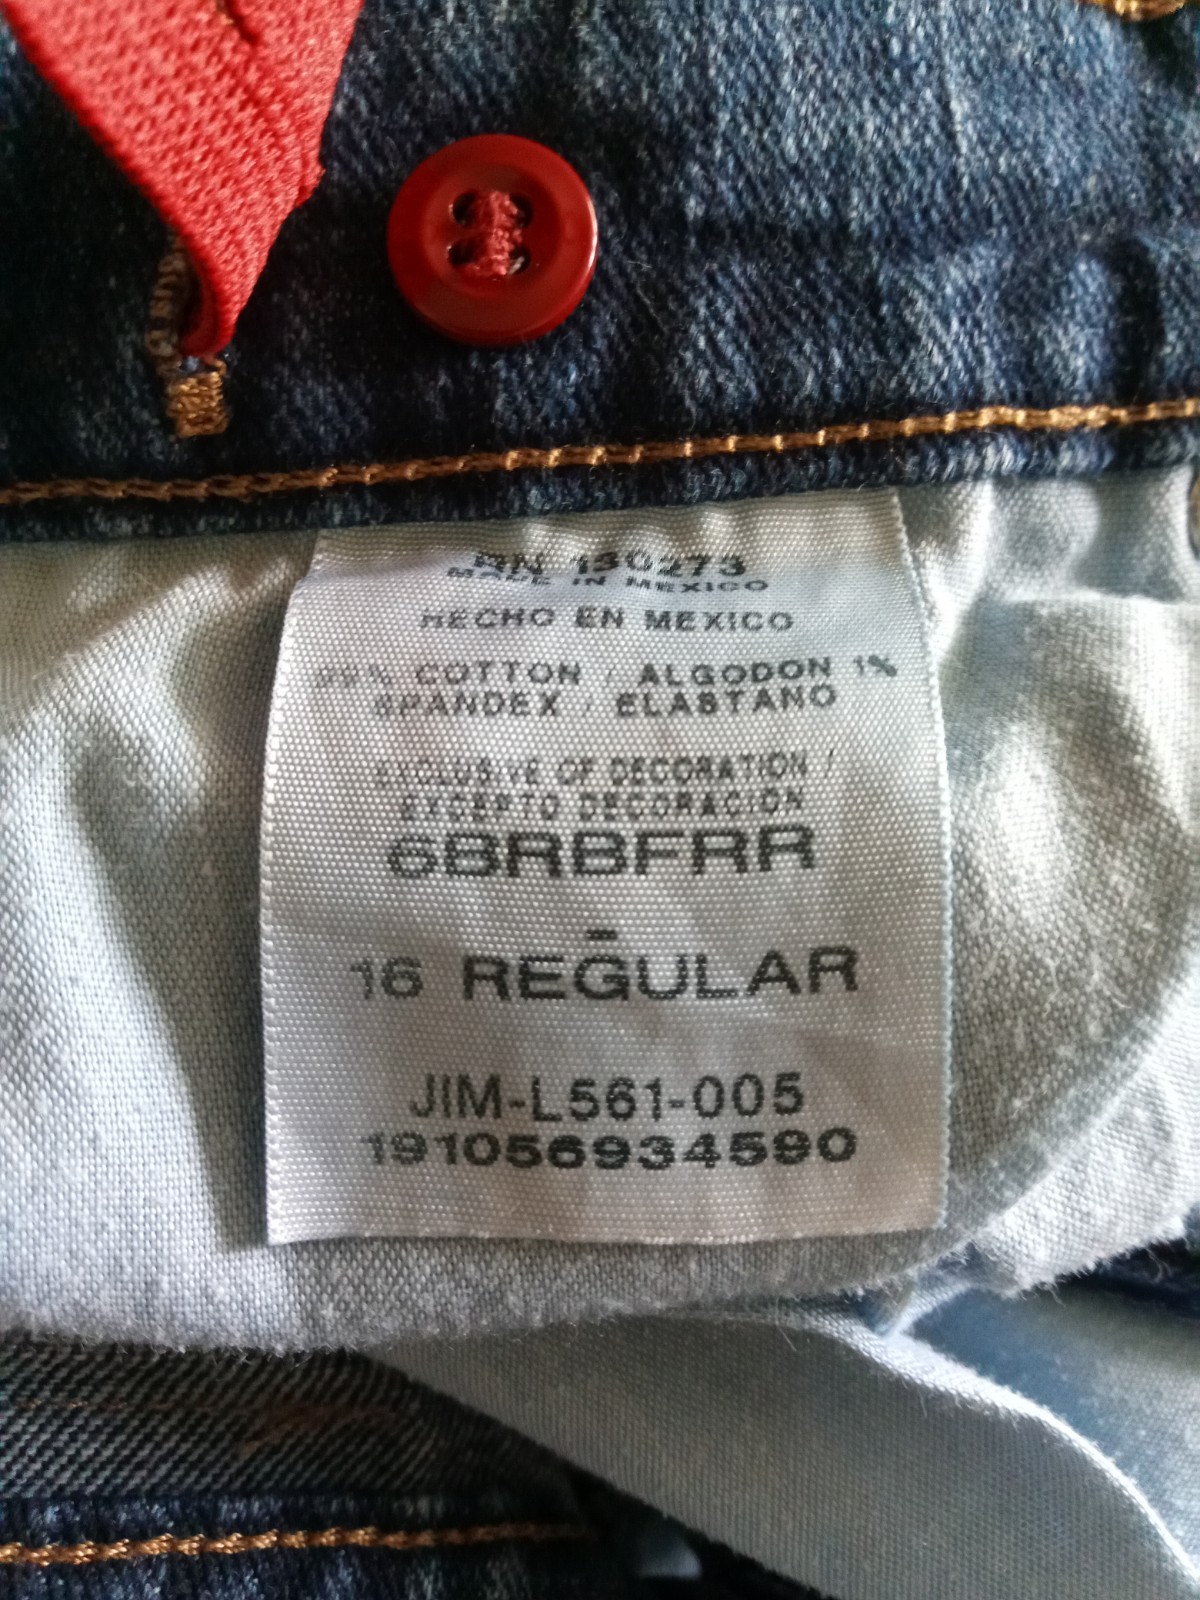 RN 130273
MADE IN MEXICO
HECHO EN MEXICO
99% COTTON / ALGODON 1%
SPANDEX / ELASTANO
EXCLUSIVE OF DECORATION /
EXCEPTO DECORACION
6BRBFRR
-
16 REGULAR
JIM-L561-005
191056934590